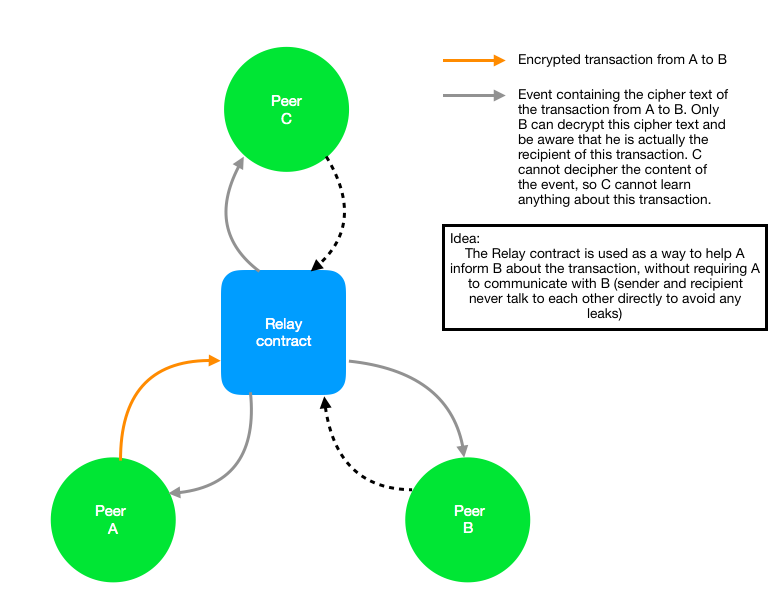 Peer
C
Encrypted transaction from A to B
Event containing the cipher text of
the transaction from A to B. Only
B can decrypt this cipher text and
be aware that he is actually the
recipient of this transaction. C
cannot decipher the content of
the event, so C cannot learn
anything about this transaction.
Idea:
The Relay contract is used as a way to help A
inform B about the transaction, without requiring A
to communicate with B (sender and recipient
never talk to each other directly to avoid any
leaks)
Relay
contract
Peer
A
Peer
B